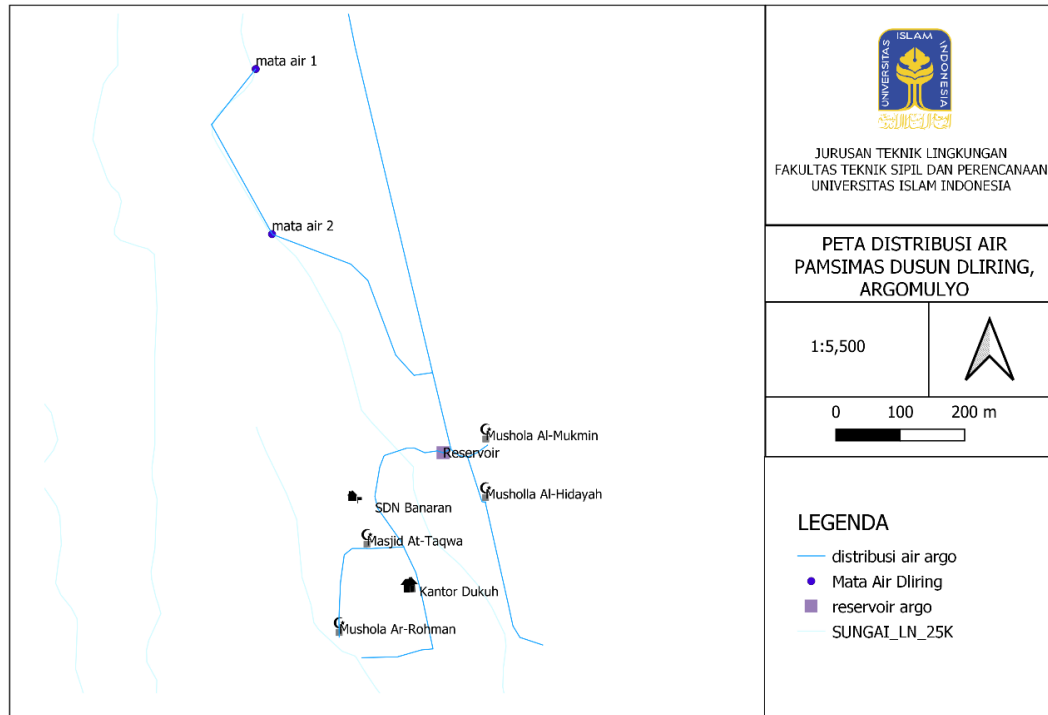 mata air 1
mata air 2
Mushola Al-Mukmin
Reservoir
Musholla Al-Hidayah
SDN Banaran
Masjid At-Taqwa
Kantor Dukuh
Mushola Ar-Rohman
UNIVERSITAS ISLAM INDONESIA
JURUSAN TEKNIK LINGKUNGAN
FAKULTAS TEKNIK SIPIL DAN PERENCANAAN
UNIVERSITAS ISLAM INDONESIA
PETA DISTRIBUSI AIR
PAMSIMAS DUSUN DLIRING,
ARGOMULYO
1:5,500
0 100 200 m
LEGENDA
distribusi air argo
Mata Air Dliring
reservoir argo
SUNGAI_LN_25K